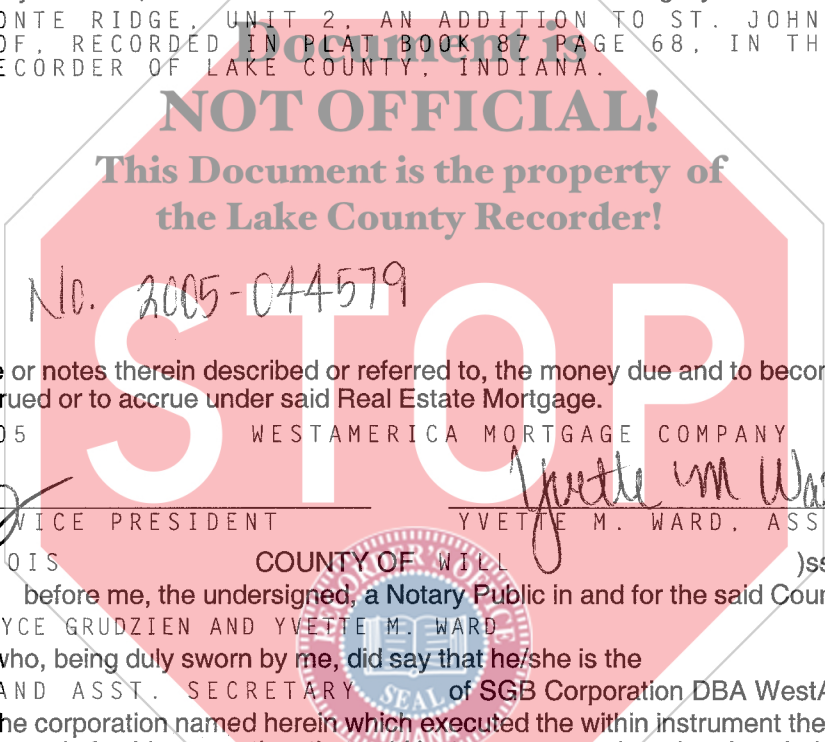 ONTE RIDGE, UNIT 2, AN ADDITION TO ST. JOHN
OF, RECORDED IN PLAT BOOK 87 PAGE 68, IN TH
ECORDER OF LAKE COUNTY, INDIANA.
Document is
NOT OFFICIAL!
This Document is the property of
the Lake County Recorder!
No. 2005-044579
STOP
e or notes therein described or referred to, the money due and to becom
rued or to accrue under said Real Estate Mortgage.
05 WESTAMERICA MORTGAGE COMPANY
Yvette M Wa
VICE PRESIDENT YVETTE M. WARD, ASS
OIS COUNTY OF WILL )ss
before me, the undersigned, a Notary Public in and for the said Coun
YCE GRUDZIEN AND YVETTE M. WARD
who, being duly sworn by me, did say that he/she is the
AND ASST. SECRETARY of SGB Corporation DBA WestA
SEAL
he corporation named herein which executed the within instrument the